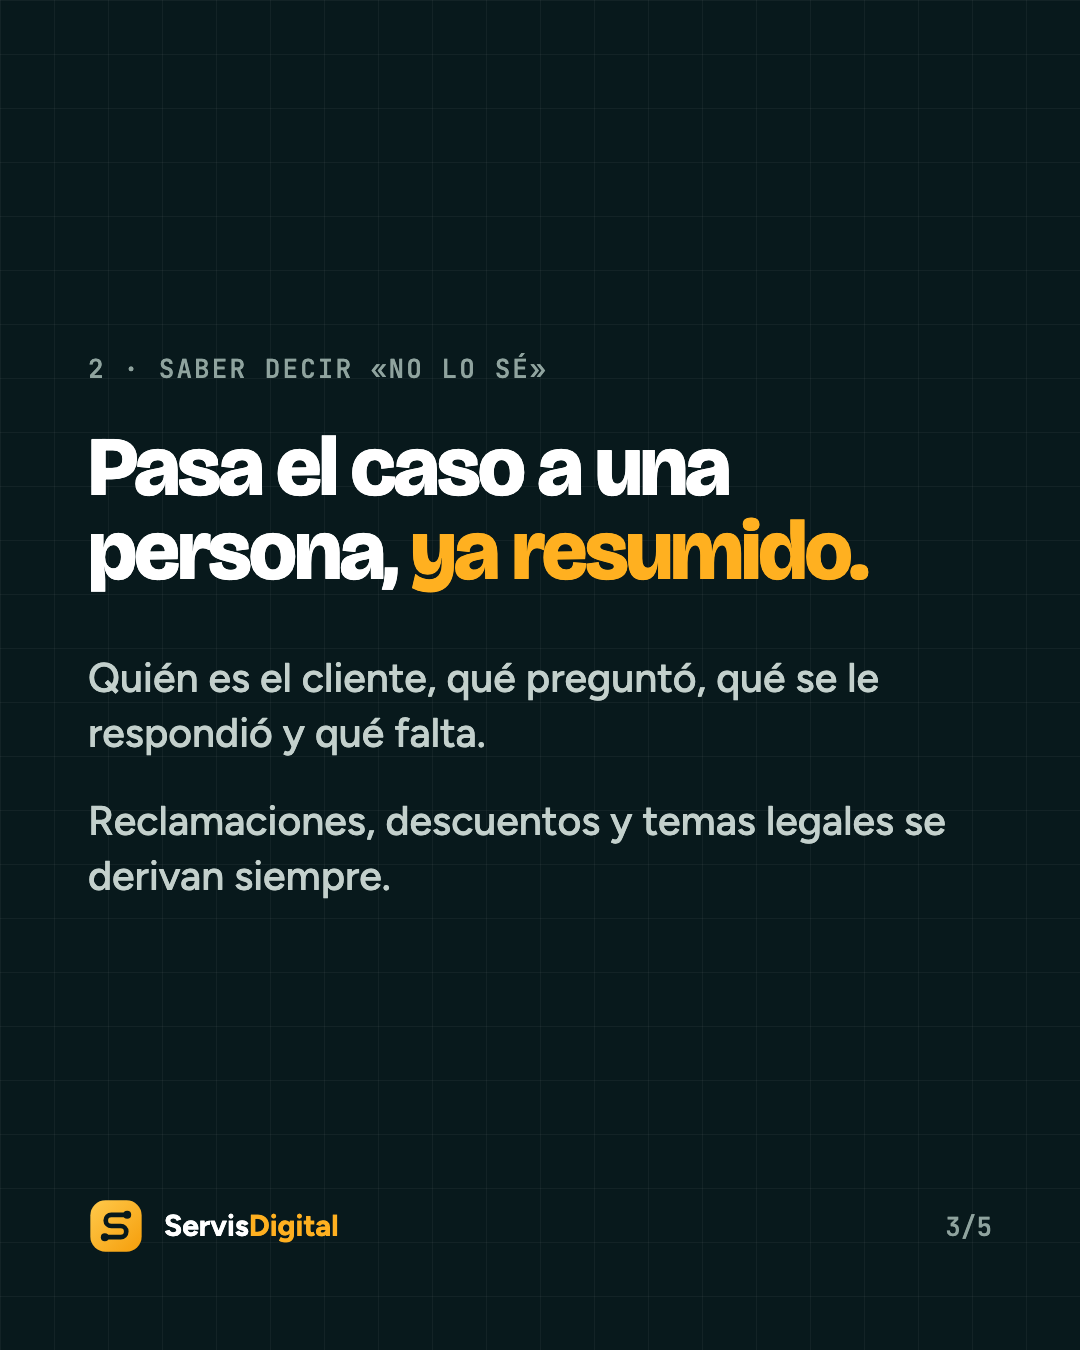 2 · SABER DECIR «NO LO SÉ»
Pasa el caso a una
persona, ya resumido.
Quién es el cliente, qué preguntó, qué se le
respondió y qué falta.
Reclamaciones, descuentos y temas legales se
derivan siempre.
ServisDigital
3/5